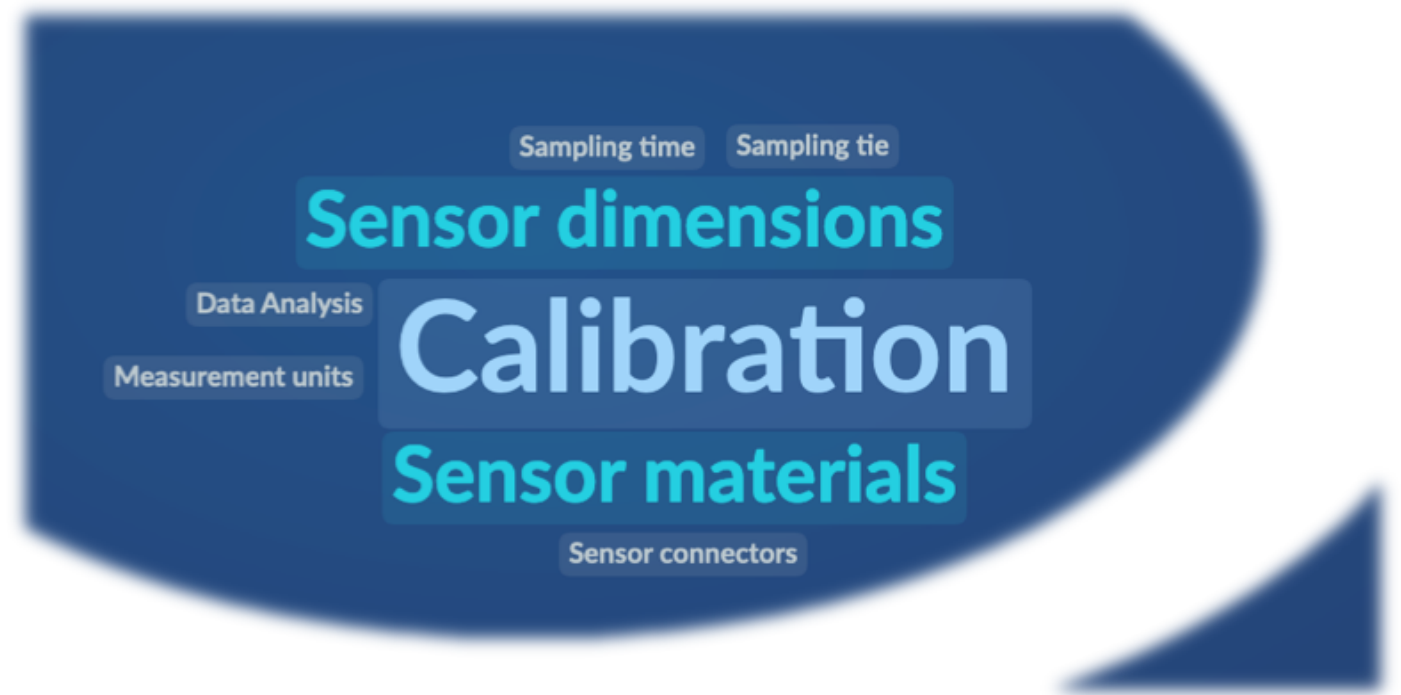 Sampling time
Sampling tie
Sensor dimensions
Data Analysis
Calibration
Measurement units
Sensor materials
Sensor connectors